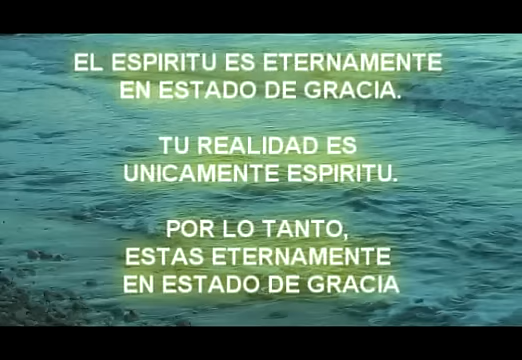 EL ESPIRITU ES ETERNAMENTE
EN ESTADO DE GRACIA.
TU REALIDAD ES
UNICAMENTE ESPIRITU.
POR LO TANTO,
ESTAS ETERNAMENTE
EN ESTADO DE GRACIA